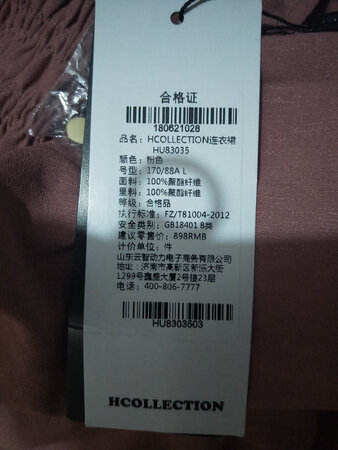 合格证
180621028
品名：HCOLLECTION连衣裙
HU83035
颜色：粉色
号型：170/88A L
面料：100%聚酯纤维
里料：100%聚酯纤维
等级：合格品
执行标准：FZ/T81004-2012
安全类别：GB18401 B类
建议零售价：898RMB
计价单位：件
山东云智动力电子商务有限公司
地址：济南市高新区新泺大街
1299号鑫盛大厦2号楼23层
电话：400-806-7777
HU8303503
HCOLLECTION